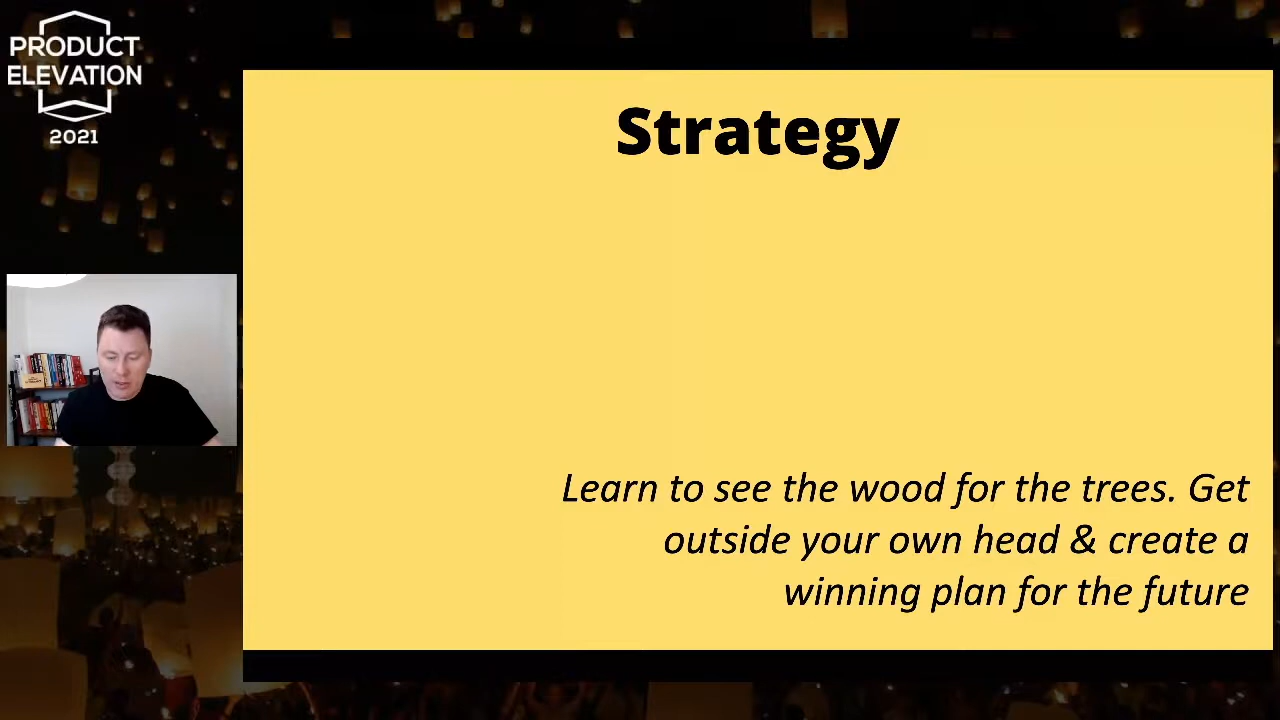 PRODUCT
ELEVATION
2021
Strategy
Learn to see the wood for the trees. Get
outside your own head & create a
winning plan for the future